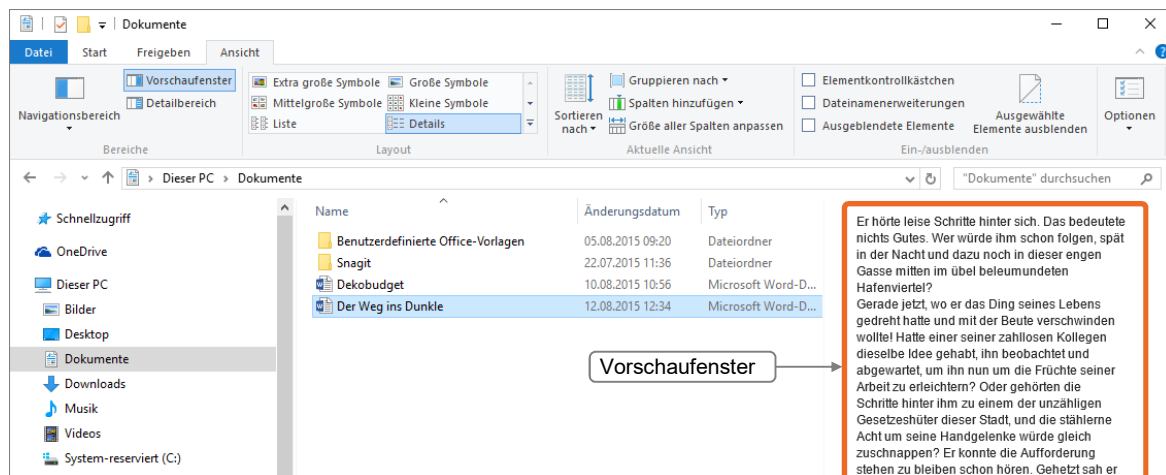 Dokumente
Datei Start Freigeben Ansicht
Navigationsbereich
Vorschaufenster
Detailbereich
Bereiche
Extra große Symbole Große Symbole
Mittelgroße Symbole Kleine Symbole
Liste Details
Layout
Sortieren
nach
Gruppieren nach
Spalten hinzufügen
Größe aller Spalten anpassen
Aktuelle Ansicht
Elementkontrollkästchen
Dateinamenerweiterungen
Ausgeblendete Elemente
Ausgewählte
Elemente ausblenden
Ein-/ausblenden
Optionen
Dieser PC > Dokumente
"Dokumente" durchsuchen
Schnellzugriff
OneDrive
Dieser PC
Bilder
Desktop
Dokumente
Downloads
Musik
Videos
System-reserviert (C:)
Name Änderungsdatum Typ
Benutzerdefinierte Office-Vorlagen 05.08.2015 09:20 Dateiordner
Snagit 22.07.2015 11:36 Dateiordner
Dekobudget 10.08.2015 10:56 Microsoft Word-D...
Der Weg ins Dunkle 12.08.2015 12:34 Microsoft Word-D...
Vorschaufenster
Er hörte leise Schritte hinter sich. Das bedeutete
nichts Gutes. Wer würde ihm schon folgen, spät
in der Nacht und dazu noch in dieser engen
Gasse mitten im übel beleumundeten
Hafenviertel?
Gerade jetzt, wo er das Ding seines Lebens
gedreht hatte und mit der Beute verschwinden
wollte! Hatte einer seiner zahllosen Kollegen
dieselbe Idee gehabt, ihn beobachtet und
abgewartet, um ihn nun um die Früchte seiner
Arbeit zu erleichtern? Oder gehörten die
Schritte hinter ihm zu einem der unzähligen
Gesetzeshüter dieser Stadt, und die stählerne
Acht um seine Handgelenke würde gleich
zuschnappen? Er konnte die Aufforderung
stehen zu bleiben schon hören. Gehetzt sah er